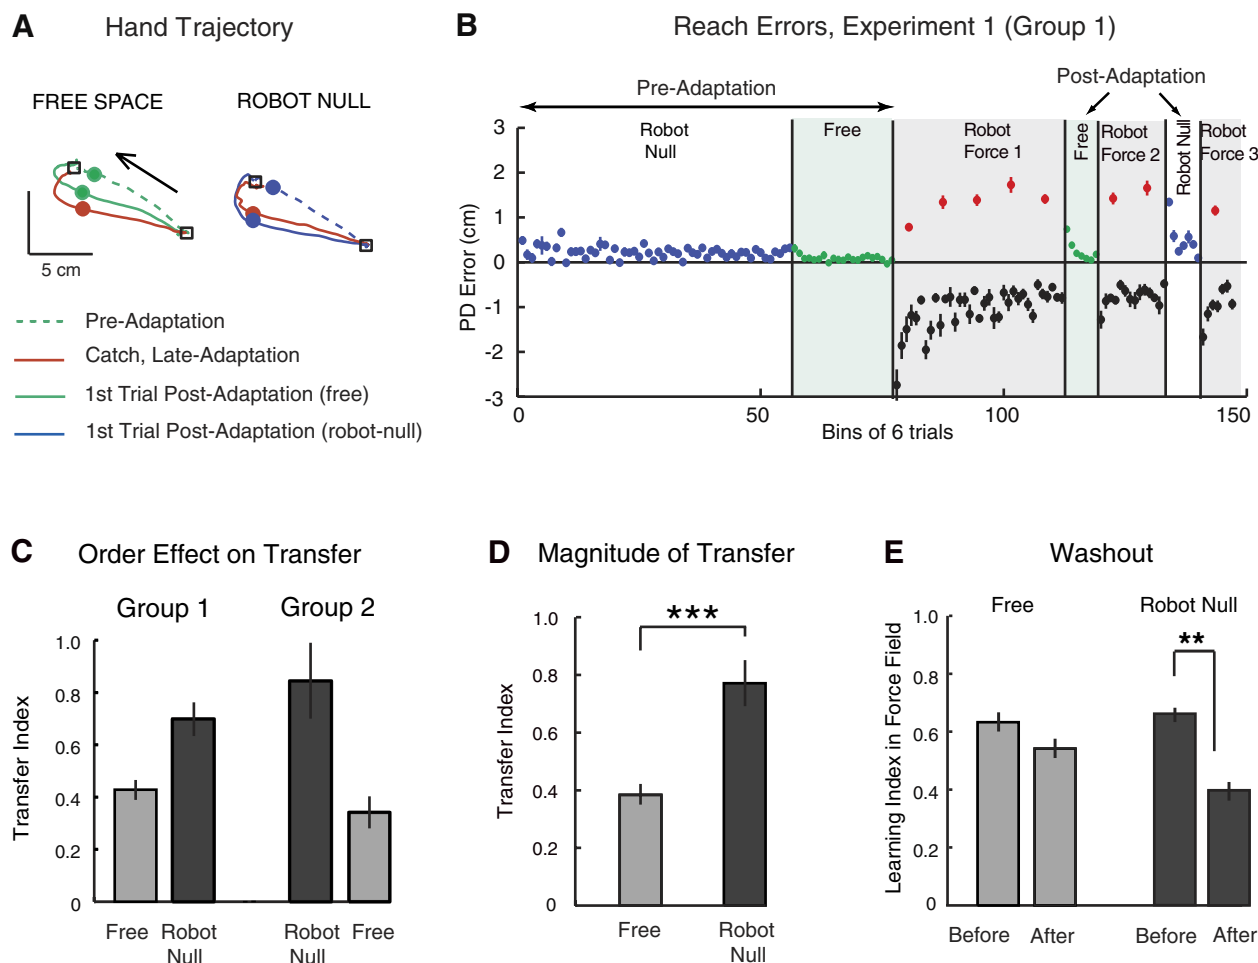 A Hand Trajectory
FREE SPACE
ROBOT NULL
5 cm
Pre-Adaptation
Catch, Late-Adaptation
1st Trial Post-Adaptation (free)
1st Trial Post-Adaptation (robot-null)
B Reach Errors, Experiment 1 (Group 1)
Pre-Adaptation
Post-Adaptation
Robot
Null
Free
Robot
Force 1
Free
Robot
Force 2
Robot Null
Robot
Force 3
PD Error (cm)
3
2
1
0
-1
-2
-3
0 50 100 150
Bins of 6 trials
C Order Effect on Transfer
Group 1
Group 2
Transfer Index
1.0
0.8
0.6
0.4
0.2
0
Free
Robot
Null
Robot
Null
Free
D Magnitude of Transfer
***
Transfer Index
1.0
0.8
0.6
0.4
0.2
0
Free
Robot
Null
E Washout
Free
Robot Null
**
Learning Index in Force Field
1.0
0.8
0.6
0.4
0.2
0
Before After
Before After